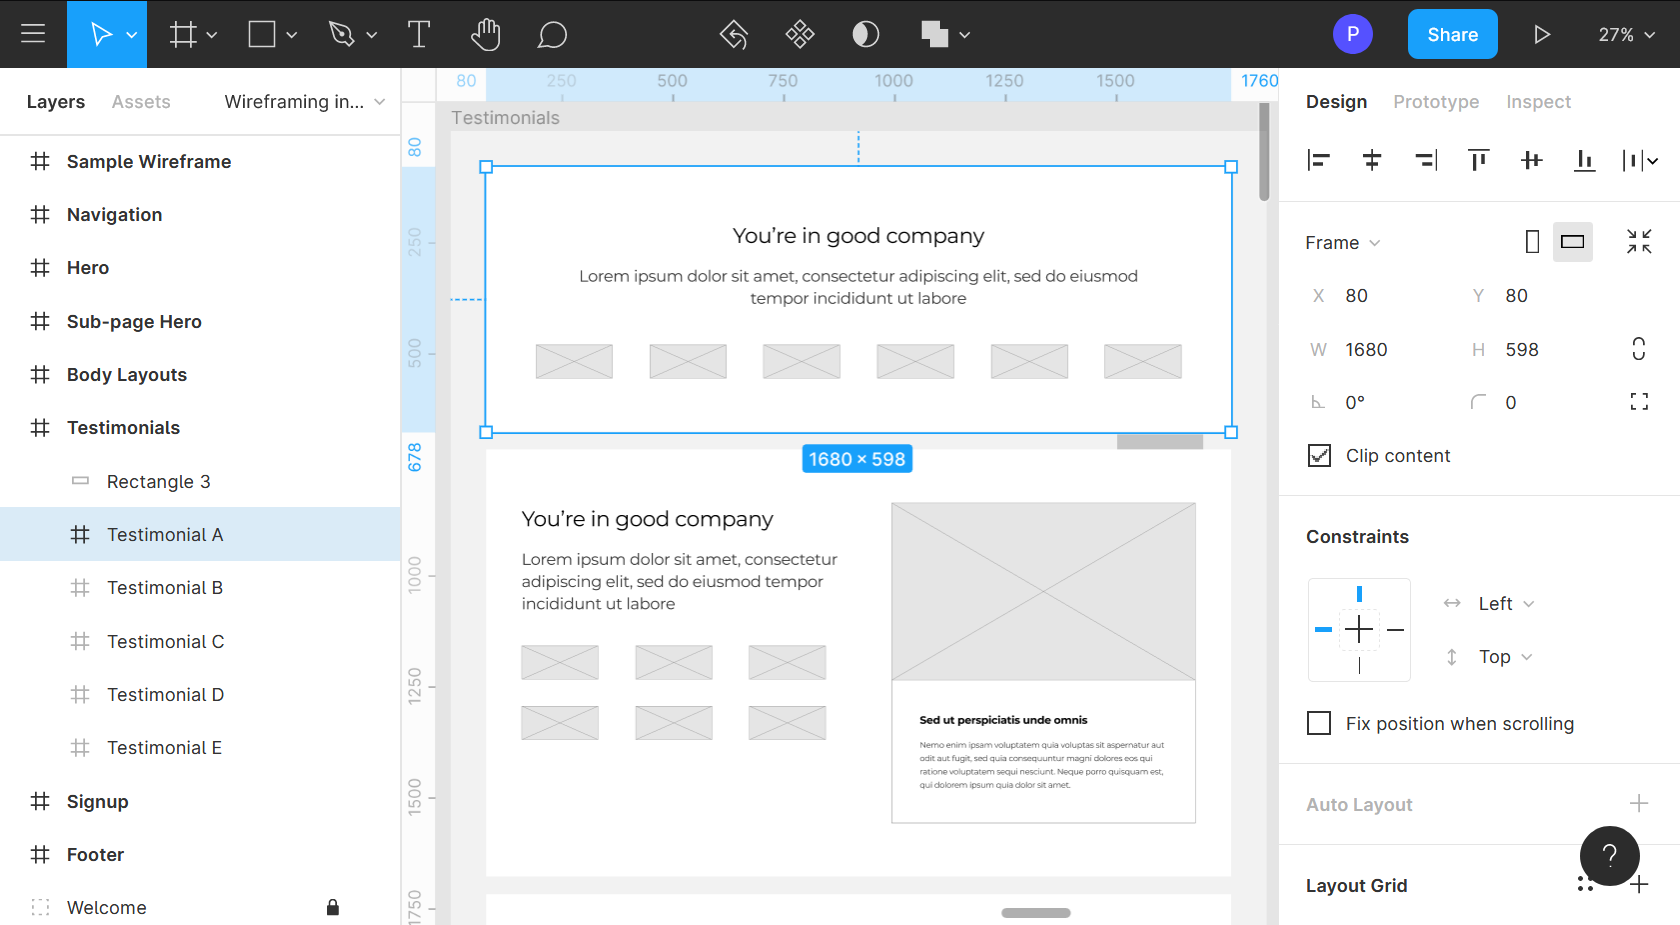 P
Share
27%
Layers
Assets
Wireframing in...
Sample Wireframe
Navigation
Hero
Sub-page Hero
Body Layouts
Testimonials
Rectangle 3
Testimonial A
Testimonial B
Testimonial C
Testimonial D
Testimonial E
Signup
Footer
Welcome
80
250
500
750
1000
1250
1500
1760
80
250
500
678
1000
1250
1500
1750
Testimonials
You're in good company
Lorem ipsum dolor sit amet, consectetur adipiscing elit, sed do eiusmod
tempor incididunt ut labore
1680 × 598
You're in good company
Lorem ipsum dolor sit amet, consectetur
adipiscing elit, sed do eiusmod tempor
incididunt ut labore
Sed ut perspiciatis unde omnis
Nemo enim ipsam voluptatem quia voluptas sit aspernatur aut
odit aut fugit, sed quia consequuntur magni dolores eos qui
ratione voluptatem sequi nesciunt. Neque porro quisquam est,
qui dolorem ipsum quia dolor sit amet.
Design
Prototype
Inspect
Frame
X 80
Y 80
W 1680
H 598
0°
0
Clip content
Constraints
Left
Top
Fix position when scrolling
Auto Layout
?
Layout Grid